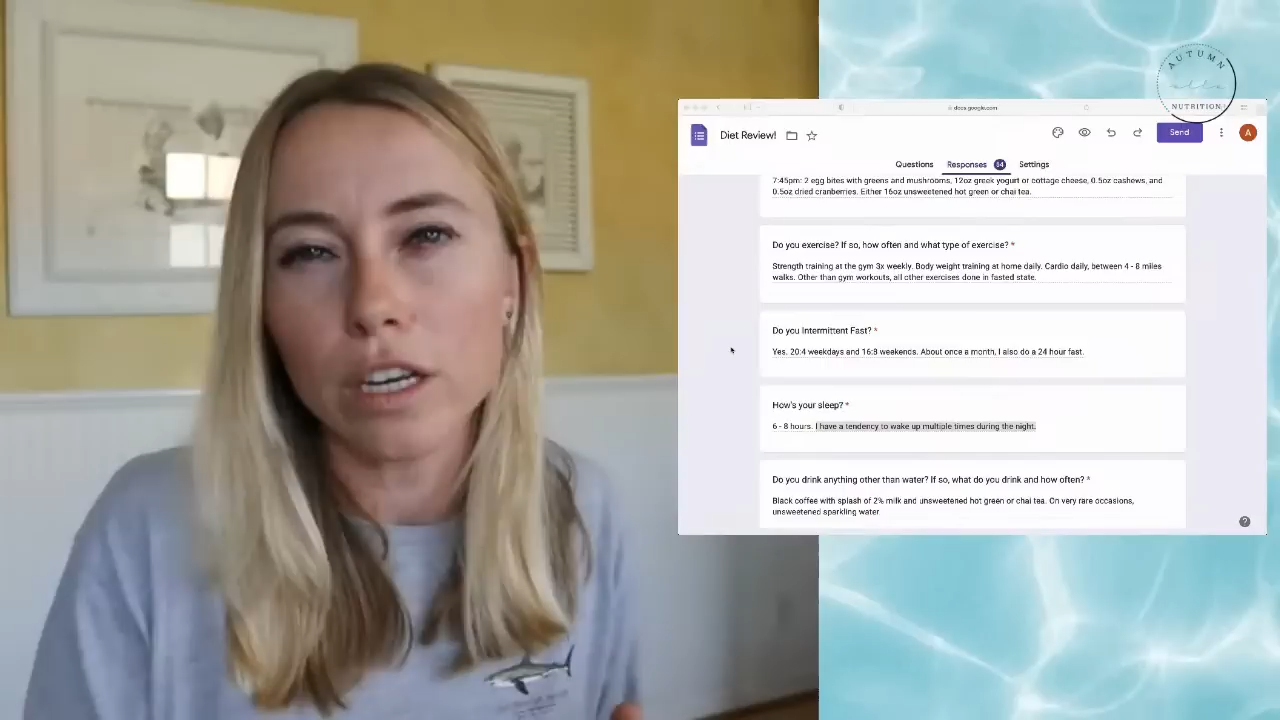 AUTUMN
elle
NUTRITION
docs.google.com
Diet Review!
Send
A
Questions
Responses 84
Settings
7:45pm: 2 egg bites with greens and mushrooms, 12oz greek yogurt or cottage cheese, 0.5oz cashews, and
0.5oz dried cranberries. Either 16oz unsweetened hot green or chai tea.
Do you exercise? If so, how often and what type of exercise? *
Strength training at the gym 3x weekly. Body weight training at home daily. Cardio daily, between 4 - 8 miles
walks. Other than gym workouts, all other exercises done in fasted state.
Do you Intermittent Fast? *
Yes. 20:4 weekdays and 16:8 weekends. About once a month, I also do a 24 hour fast.
How's your sleep? *
6 - 8 hours. I have a tendency to wake up multiple times during the night.
Do you drink anything other than water? If so, what do you drink and how often? *
Black coffee with splash of 2% milk and unsweetened hot green or chai tea. On very rare occasions,
unsweetened sparkling water
?